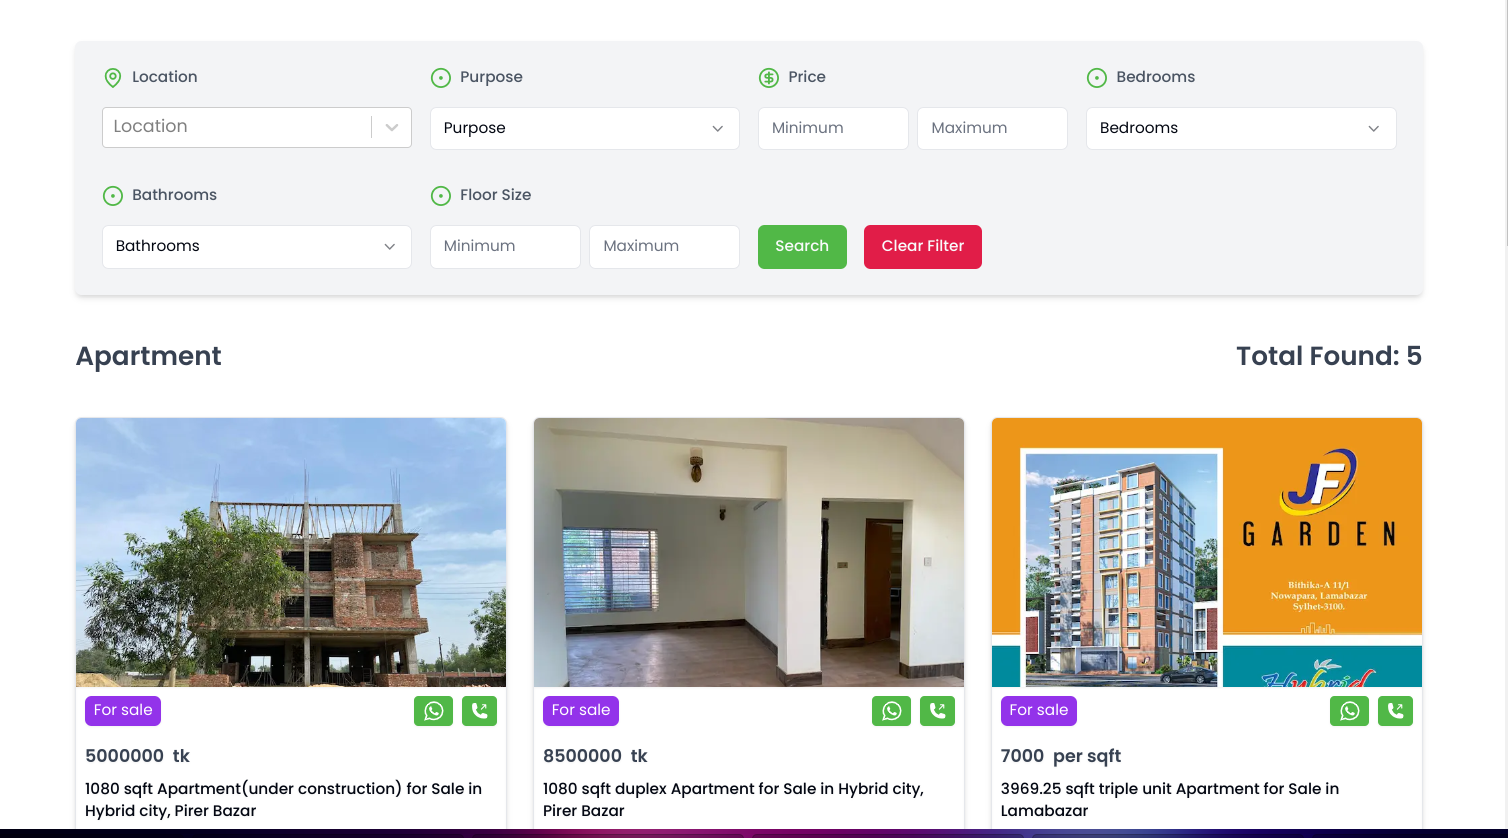 Location
Purpose
Price
Bedrooms
Location
Purpose
Minimum
Maximum
Bedrooms
Bathrooms
Floor Size
Bathrooms
Minimum
Maximum
Search
Clear Filter
Apartment
Total Found: 5
JF
GARDEN
Bithika-A 11/1
Nowapara, Lamabazar
Sylhet-3100.
Hybrid
For sale
For sale
For sale
5000000 tk
1080 sqft Apartment(under construction) for Sale in
Hybrid city, Pirer Bazar
8500000 tk
1080 sqft duplex Apartment for Sale in Hybrid city,
Pirer Bazar
7000 per sqft
3969.25 sqft triple unit Apartment for Sale in
Lamabazar